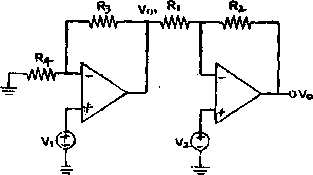 R3 V01 R1 R2
R4
- -
+ +
V1 V2 Vo
+ +
- -